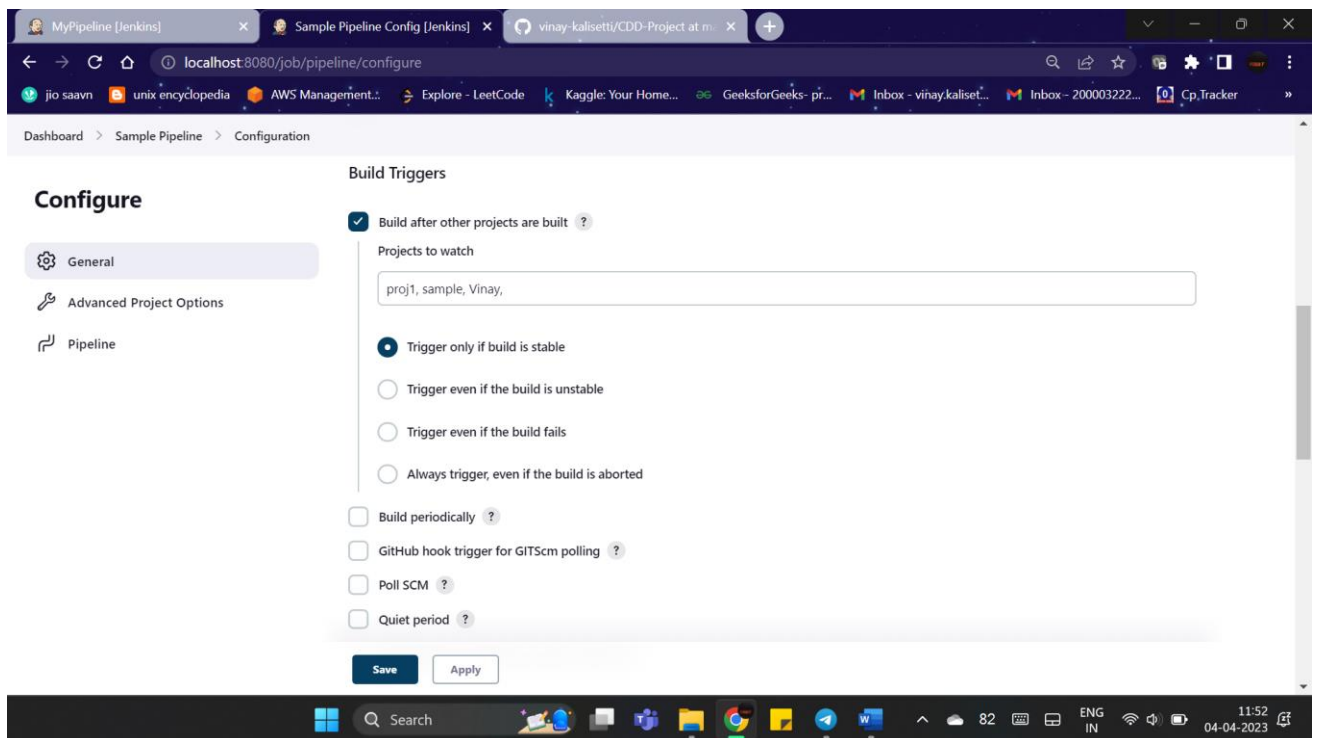 MyPipeline [Jenkins]
Sample Pipeline Config [Jenkins]
vinay-kalisetti/CDD-Project at m
localhost:8080/job/pipeline/configure
jio saavn unix encyclopedia AWS Management... Explore - LeetCode Kaggle: Your Home... GeeksforGeeks- pr... Inbox - vinay.kaliset... Inbox - 200003222... Cp_Tracker »
Dashboard > Sample Pipeline > Configuration
Configure
General
Advanced Project Options
Pipeline
Build Triggers
Build after other projects are built ?
Projects to watch
proj1, sample, Vinay,
Trigger only if build is stable
Trigger even if the build is unstable
Trigger even if the build fails
Always trigger, even if the build is aborted
Build periodically ?
GitHub hook trigger for GITScm polling ?
Poll SCM ?
Quiet period ?
Save Apply
Search
82
ENG
IN
11:52
04-04-2023